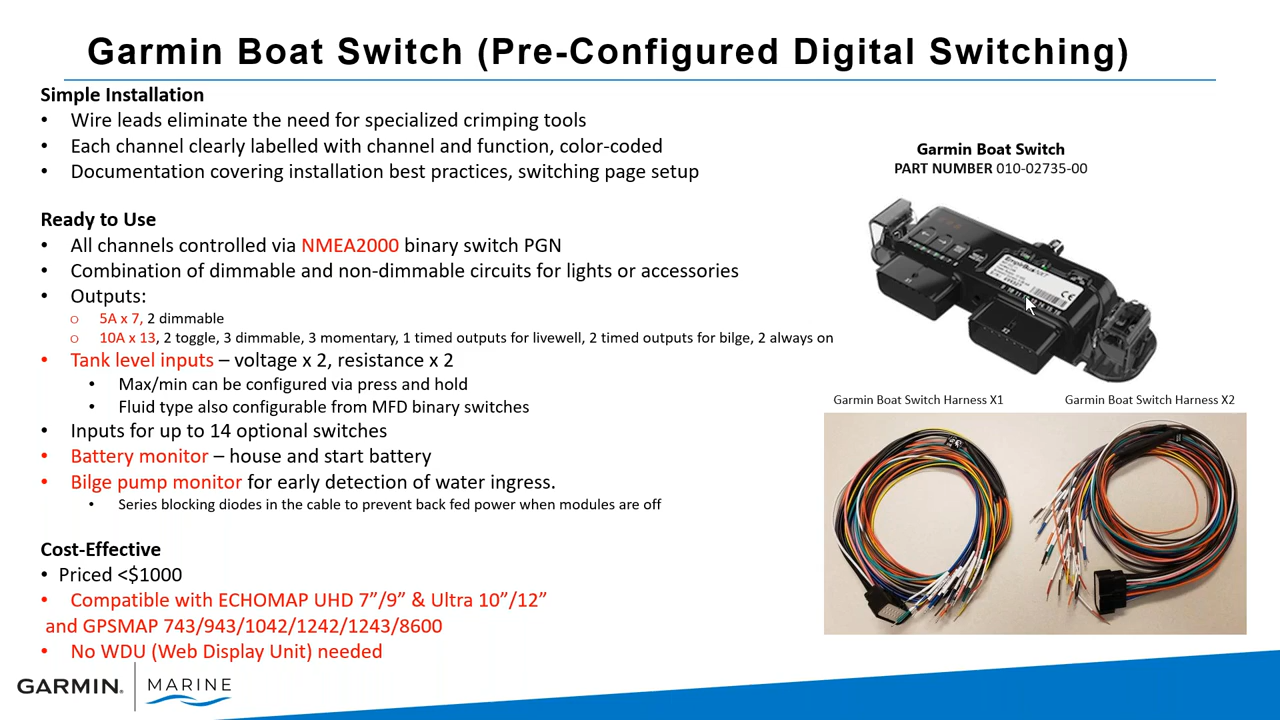 Garmin Boat Switch (Pre-Configured Digital Switching)
Simple Installation
• Wire leads eliminate the need for specialized crimping tools
• Each channel clearly labelled with channel and function, color-coded
• Documentation covering installation best practices, switching page setup
Ready to Use
• All channels controlled via NMEA2000 binary switch PGN
• Combination of dimmable and non-dimmable circuits for lights or accessories
• Outputs:
o 5A x 7, 2 dimmable
o 10A x 13, 2 toggle, 3 dimmable, 3 momentary, 1 timed outputs for livewell, 2 timed outputs for bilge, 2 always on
• Tank level inputs – voltage x 2, resistance x 2
• Max/min can be configured via press and hold
• Fluid type also configurable from MFD binary switches
• Inputs for up to 14 optional switches
• Battery monitor – house and start battery
• Bilge pump monitor for early detection of water ingress.
• Series blocking diodes in the cable to prevent back fed power when modules are off
Cost-Effective
• Priced <$1000
• Compatible with ECHOMAP UHD 7”/9” & Ultra 10”/12”
and GPSMAP 743/943/1042/1242/1243/8600
• No WDU (Web Display Unit) needed
Garmin Boat Switch
PART NUMBER 010-02735-00
X1
X2
CE
Garmin Boat Switch Harness X1
Garmin Boat Switch Harness X2
GARMIN.
MARINE